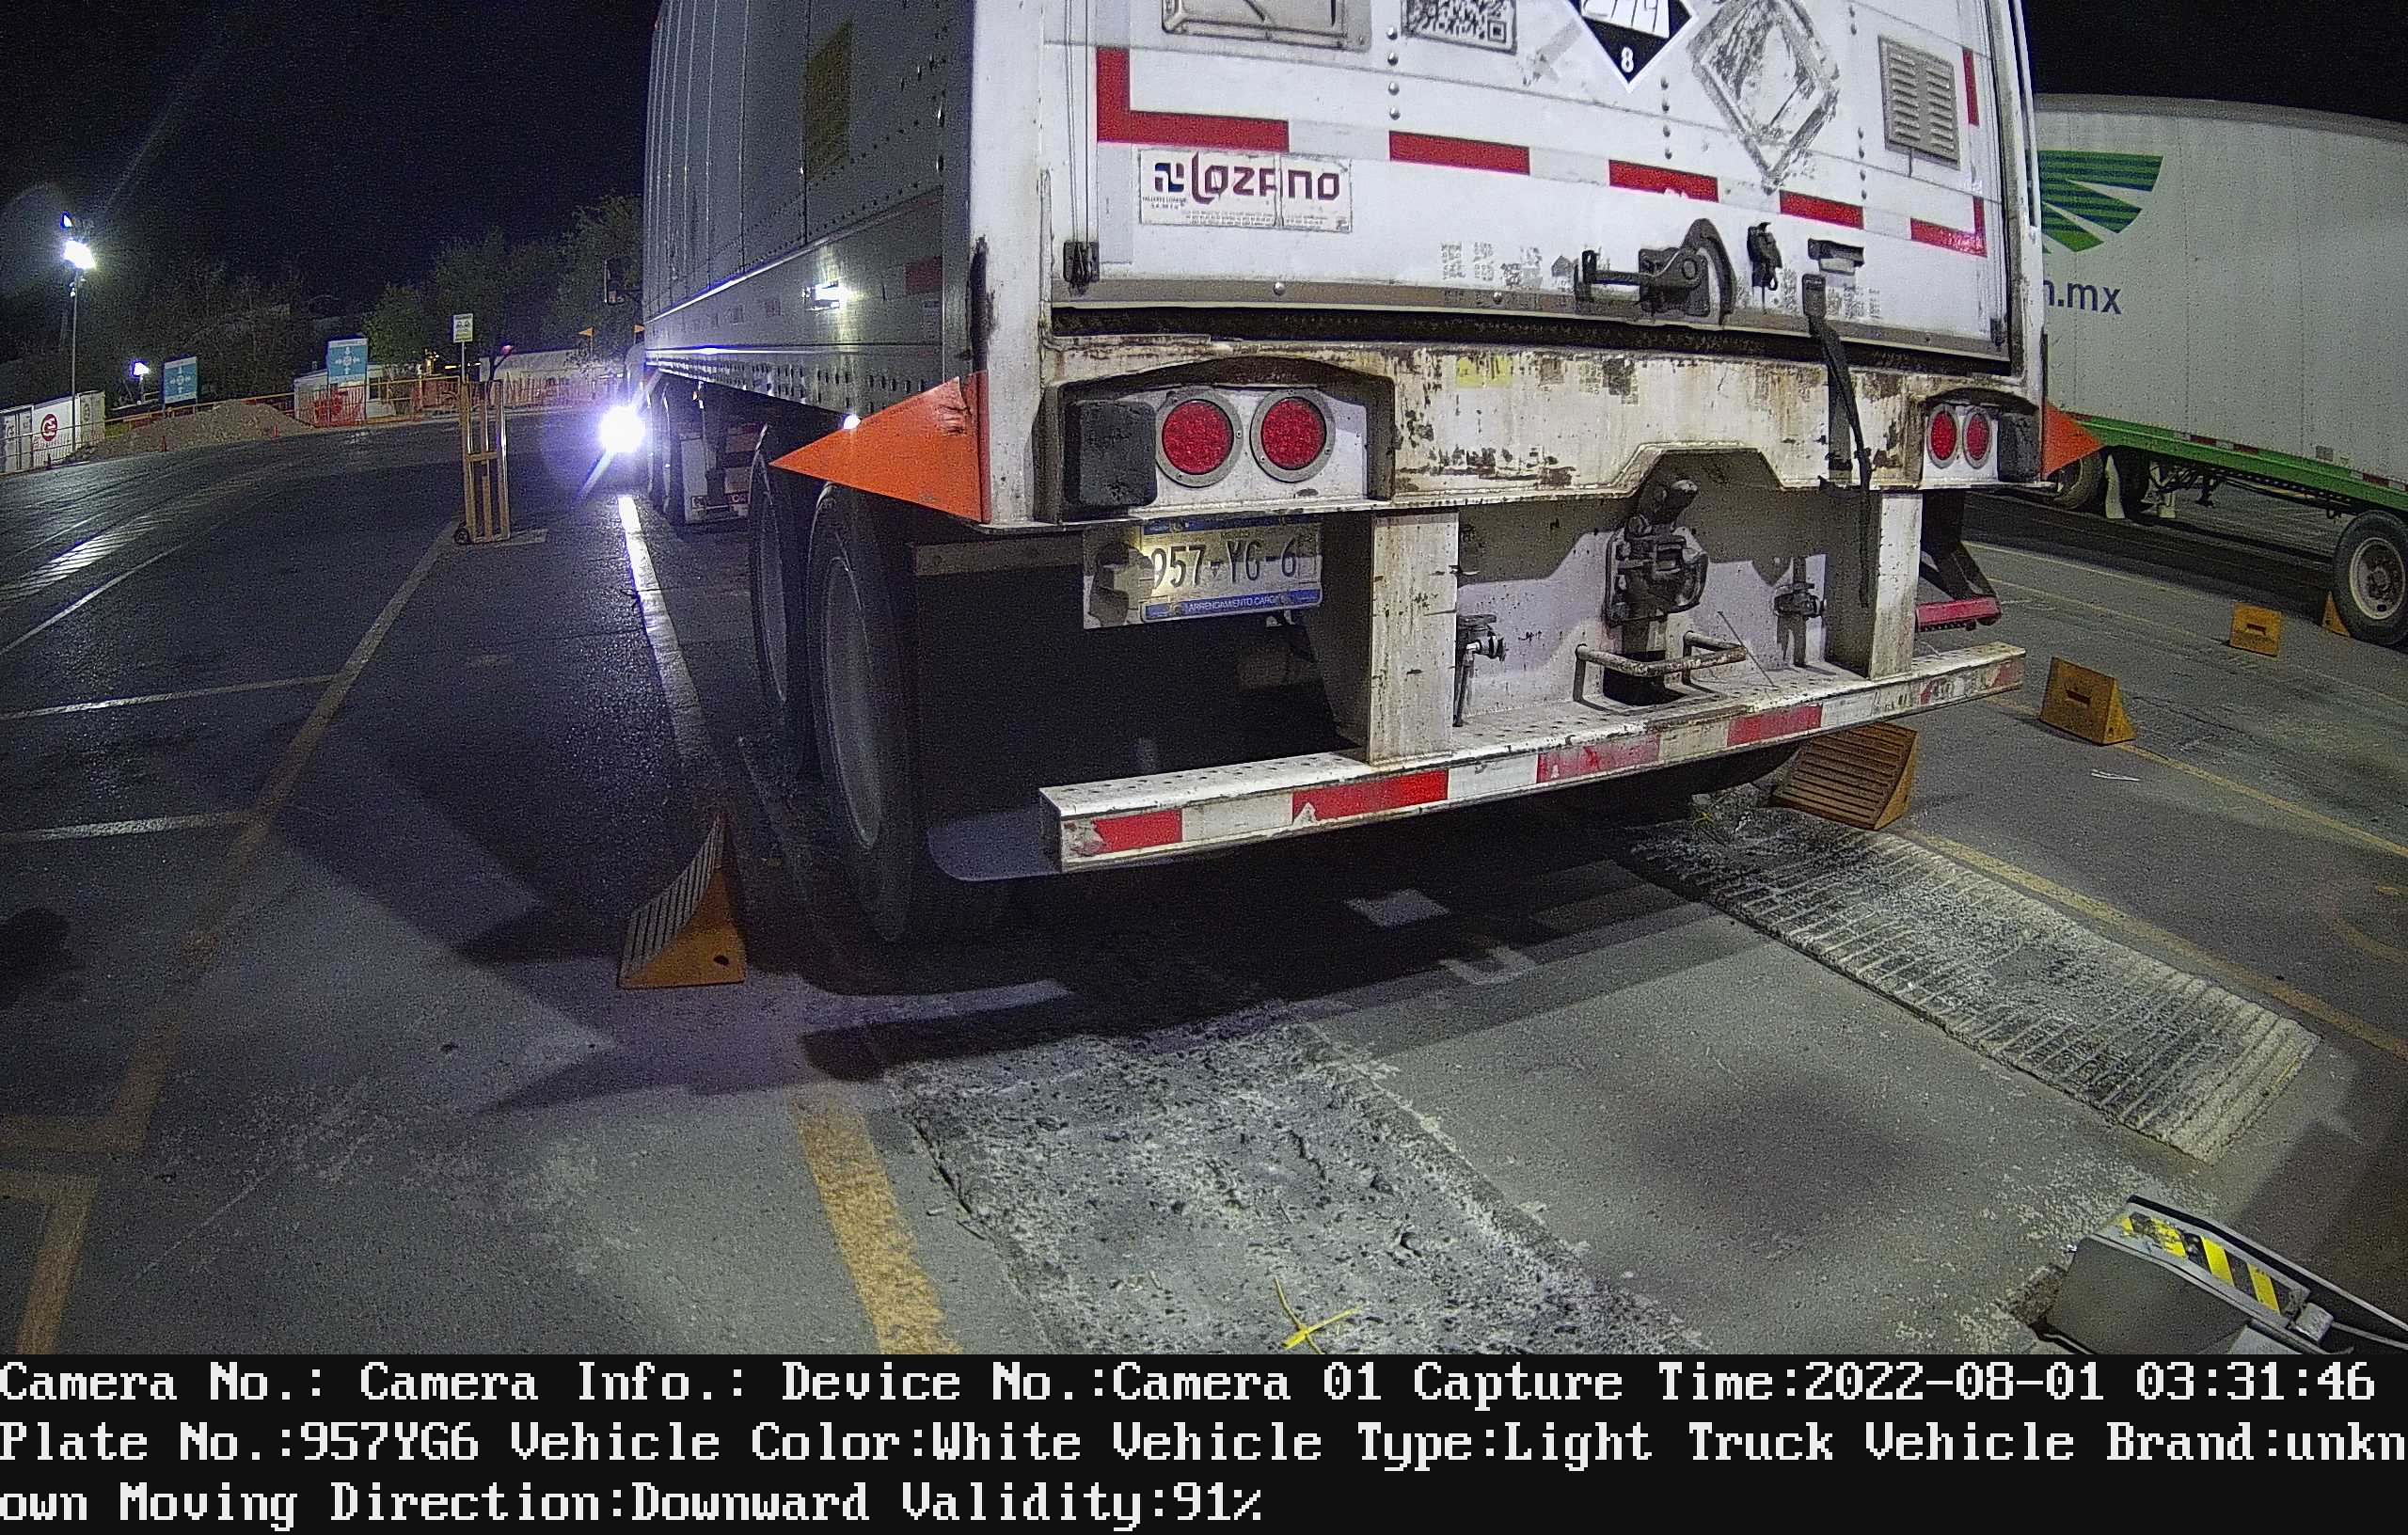 8
Lozano
n.mx
957-YG-6
ARRENDAMIENTO CARGA
Camera No.: Camera Info.: Device No.:Camera 01 Capture Time:2022-08-01 03:31:46
Plate No.:957YG6 Vehicle Color:White Vehicle Type:Light Truck Vehicle Brand:unkn
own Moving Direction:Downward Validity:91%